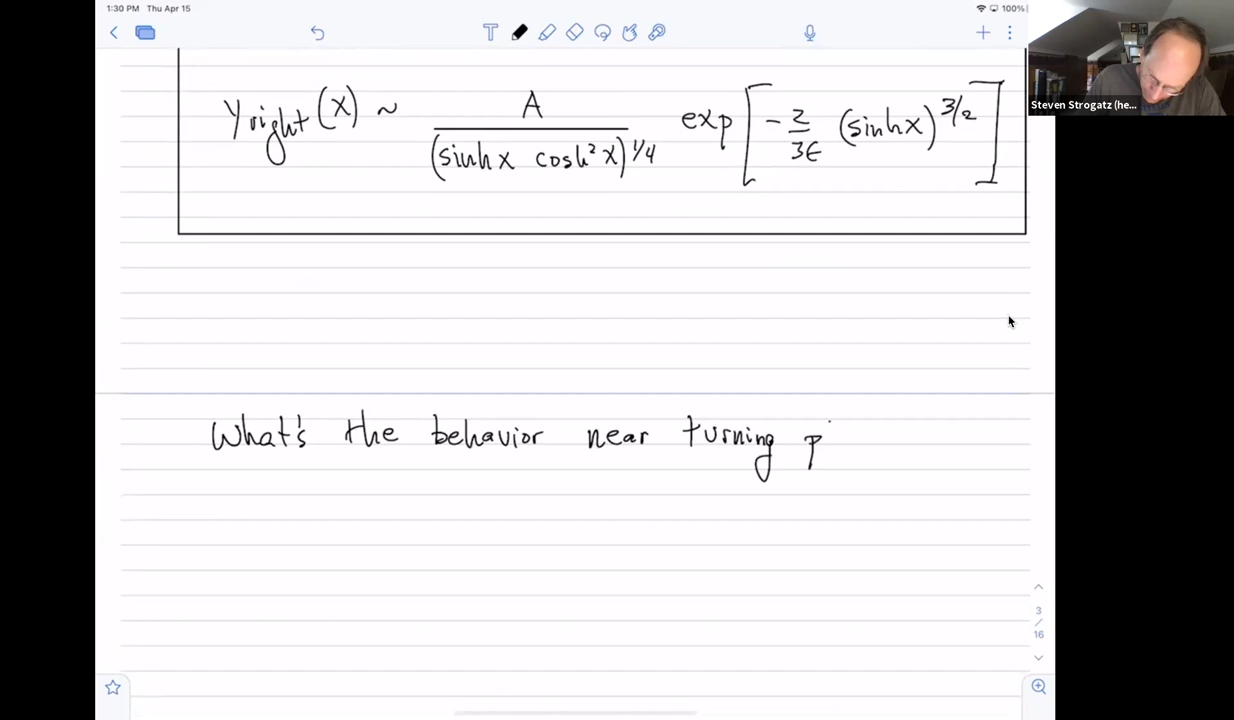 1:30 PM Thu Apr 15
100%
Steven Strogatz (he...
y right (x) ~ A / (sinh x cosh² x)^1/4 exp [ - 2/3ε (sinh x)^3/2 ]
What's the behavior near turning p
3
/
16